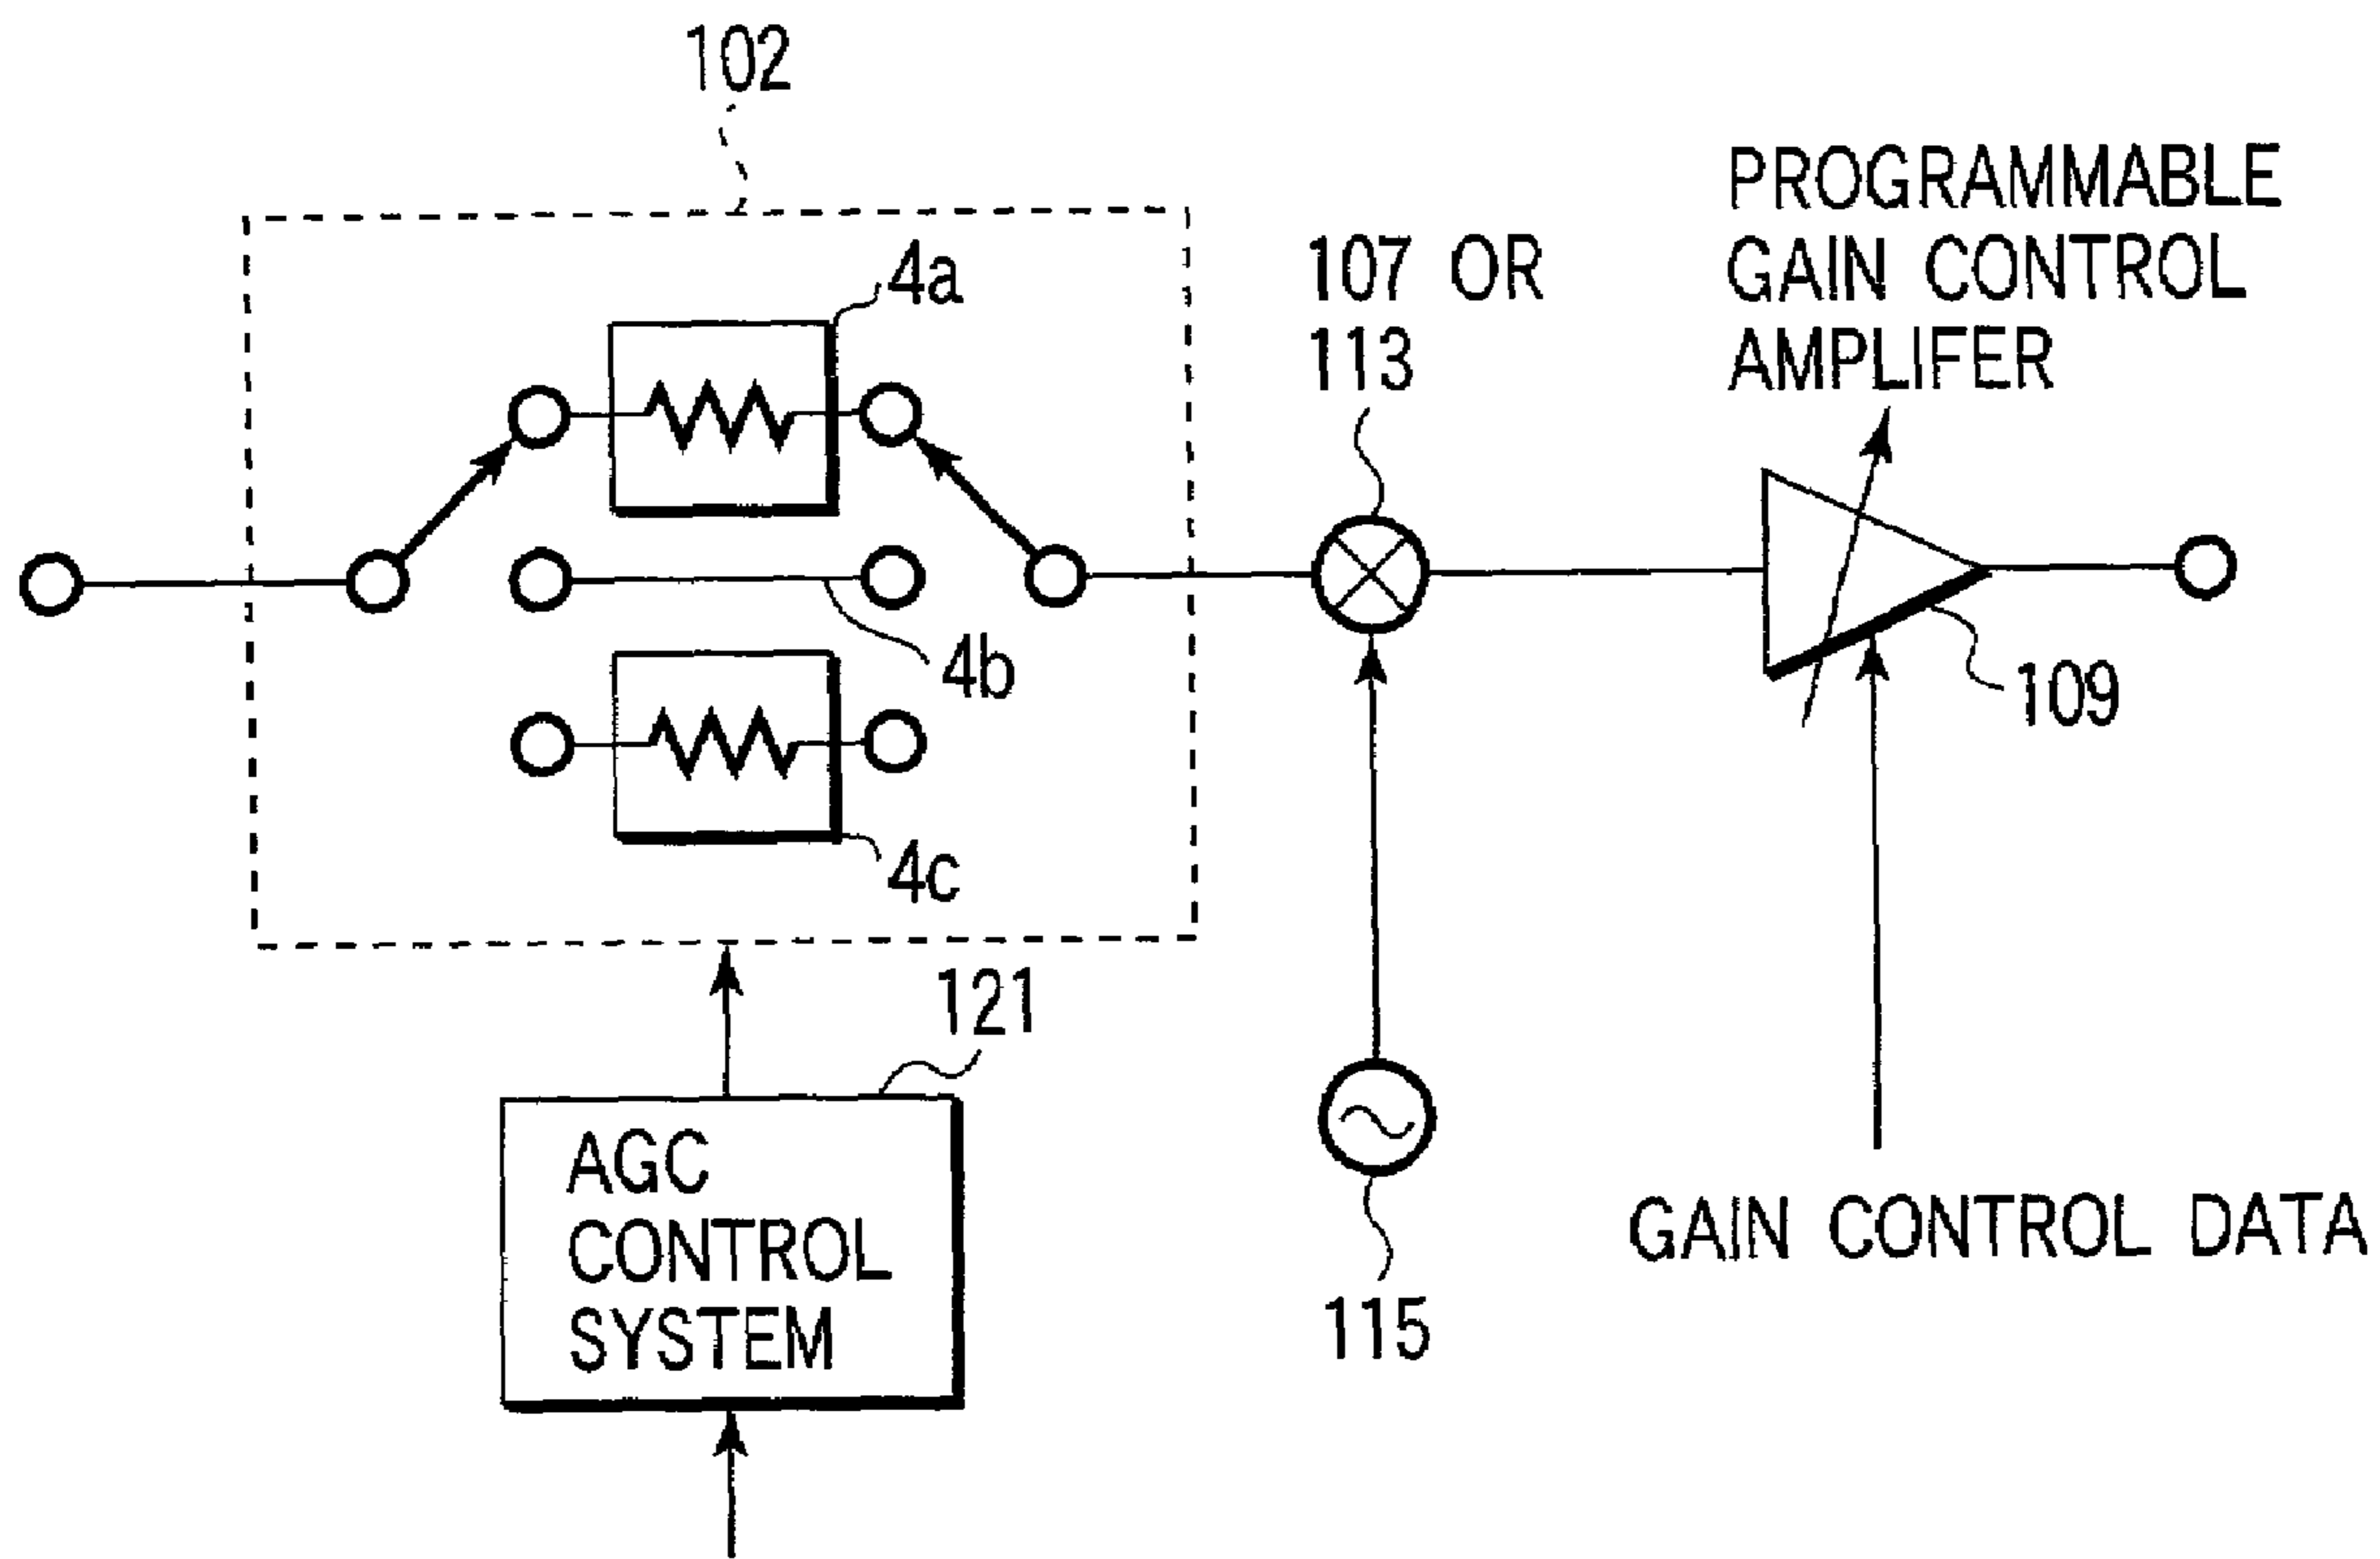 102
4a
4b
4c
107 OR
113
PROGRAMMABLE
GAIN CONTROL
AMPLIFER
109
121
AGC
CONTROL
SYSTEM
115
GAIN CONTROL DATA